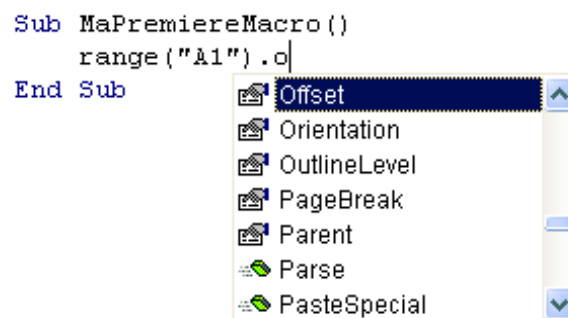 Sub MaPremiereMacro()
range("A1").o
End Sub
Offset
Orientation
OutlineLevel
PageBreak
Parent
Parse
PasteSpecial